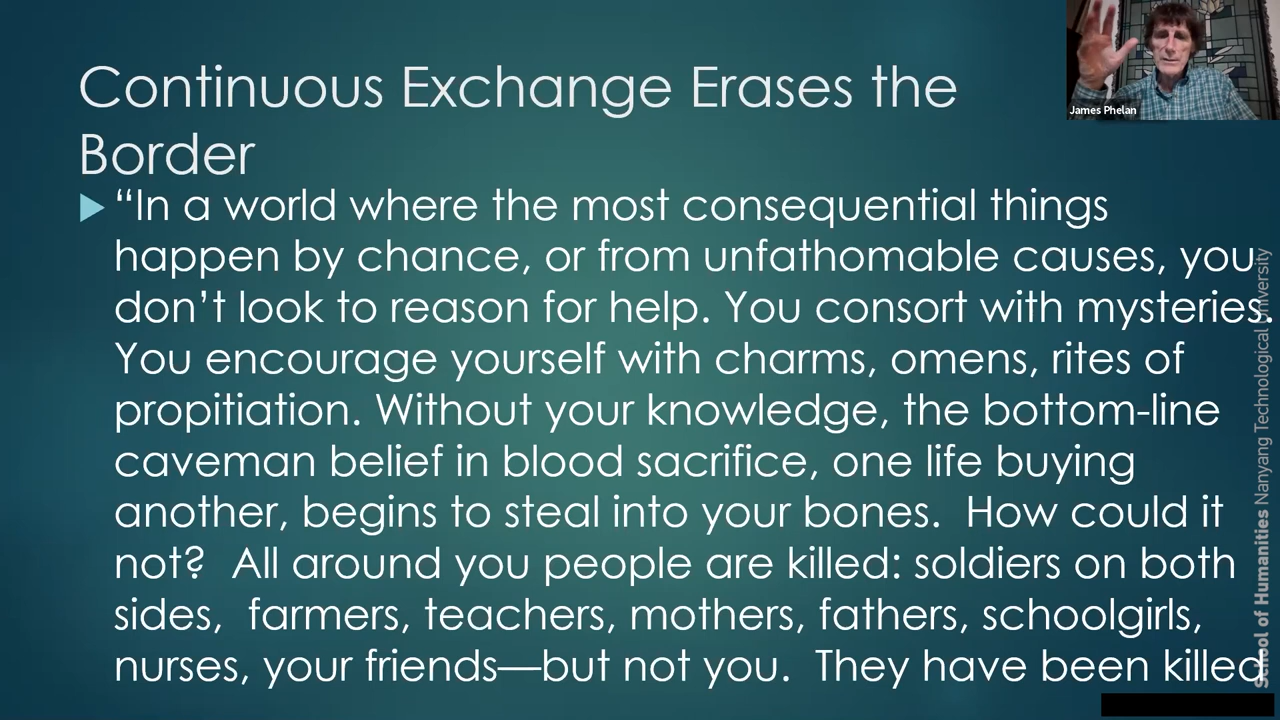 Continuous Exchange Erases the
Border
“In a world where the most consequential things
happen by chance, or from unfathomable causes, you
don’t look to reason for help. You consort with mysteries.
You encourage yourself with charms, omens, rites of
propitiation. Without your knowledge, the bottom-line
caveman belief in blood sacrifice, one life buying
another, begins to steal into your bones. How could it
not? All around you people are killed: soldiers on both
sides, farmers, teachers, mothers, fathers, schoolgirls,
nurses, your friends—but not you. They have been killed
James Phelan
School of Humanities Nanyang Technological University